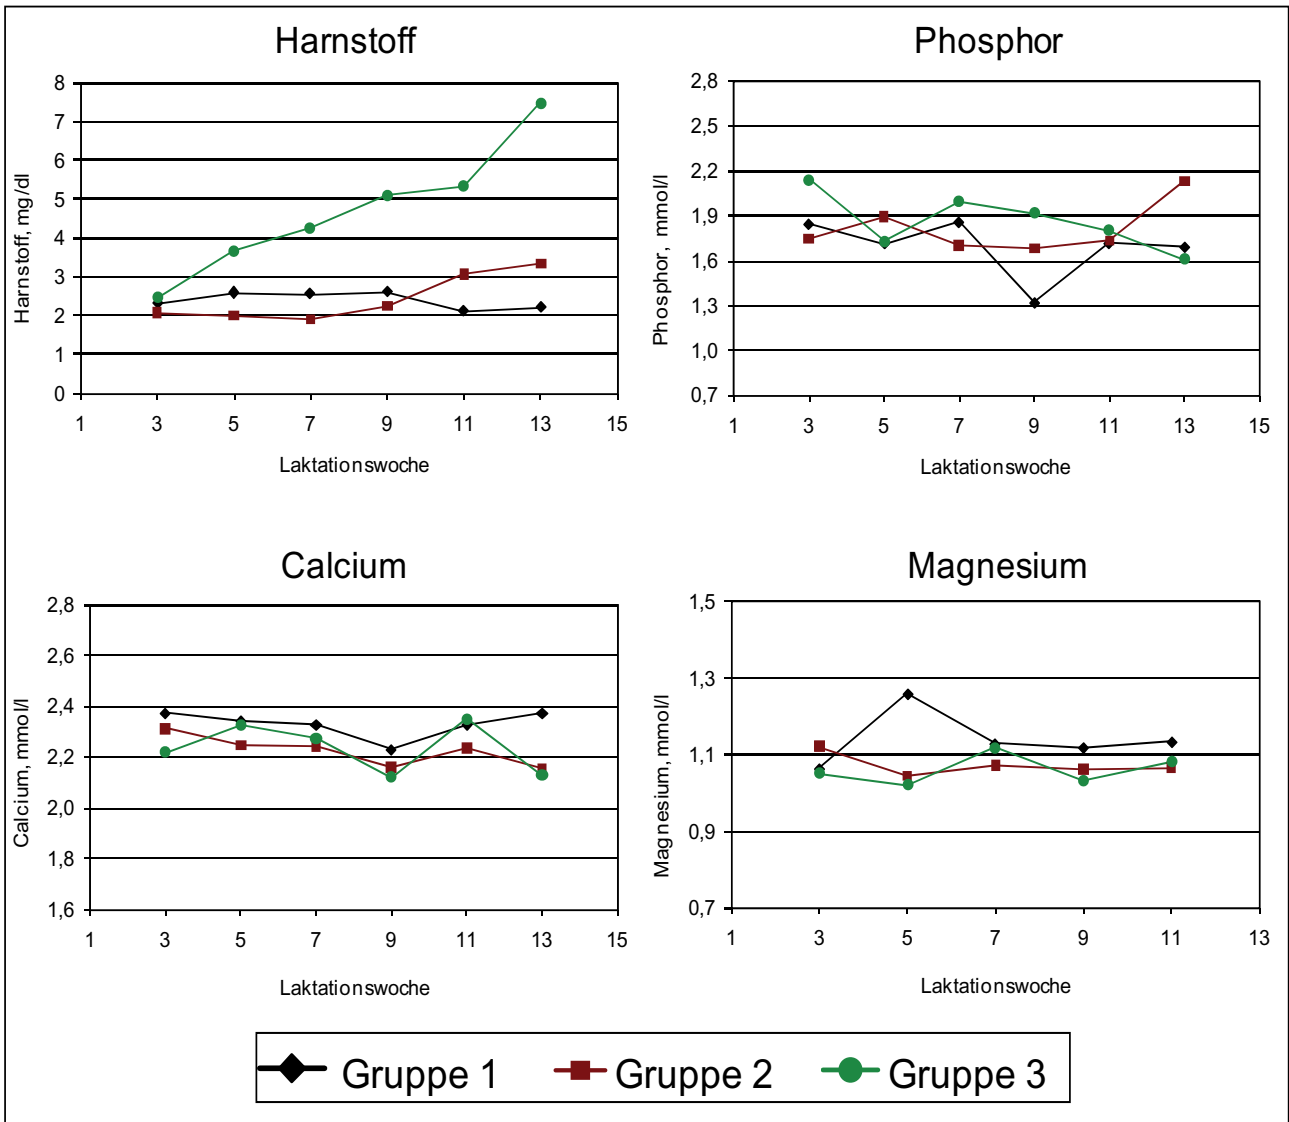 Harnstoff
8
7
6
5
4
3
2
1
0
Harnstoff, mg/dl
1 3 5 7 9 11 13 15
Laktationswoche
Phosphor
2,8
2,5
2,2
1,9
1,6
1,3
1,0
0,7
Phosphor, mmol/l
1 3 5 7 9 11 13 15
Laktationswoche
Calcium
2,8
2,6
2,4
2,2
2,0
1,8
1,6
Calcium, mmol/l
1 3 5 7 9 11 13 15
Laktationswoche
Magnesium
1,5
1,3
1,1
0,9
0,7
Magnesium, mmol/l
1 3 5 7 9 11 13
Laktationswoche
Gruppe 1 Gruppe 2 Gruppe 3